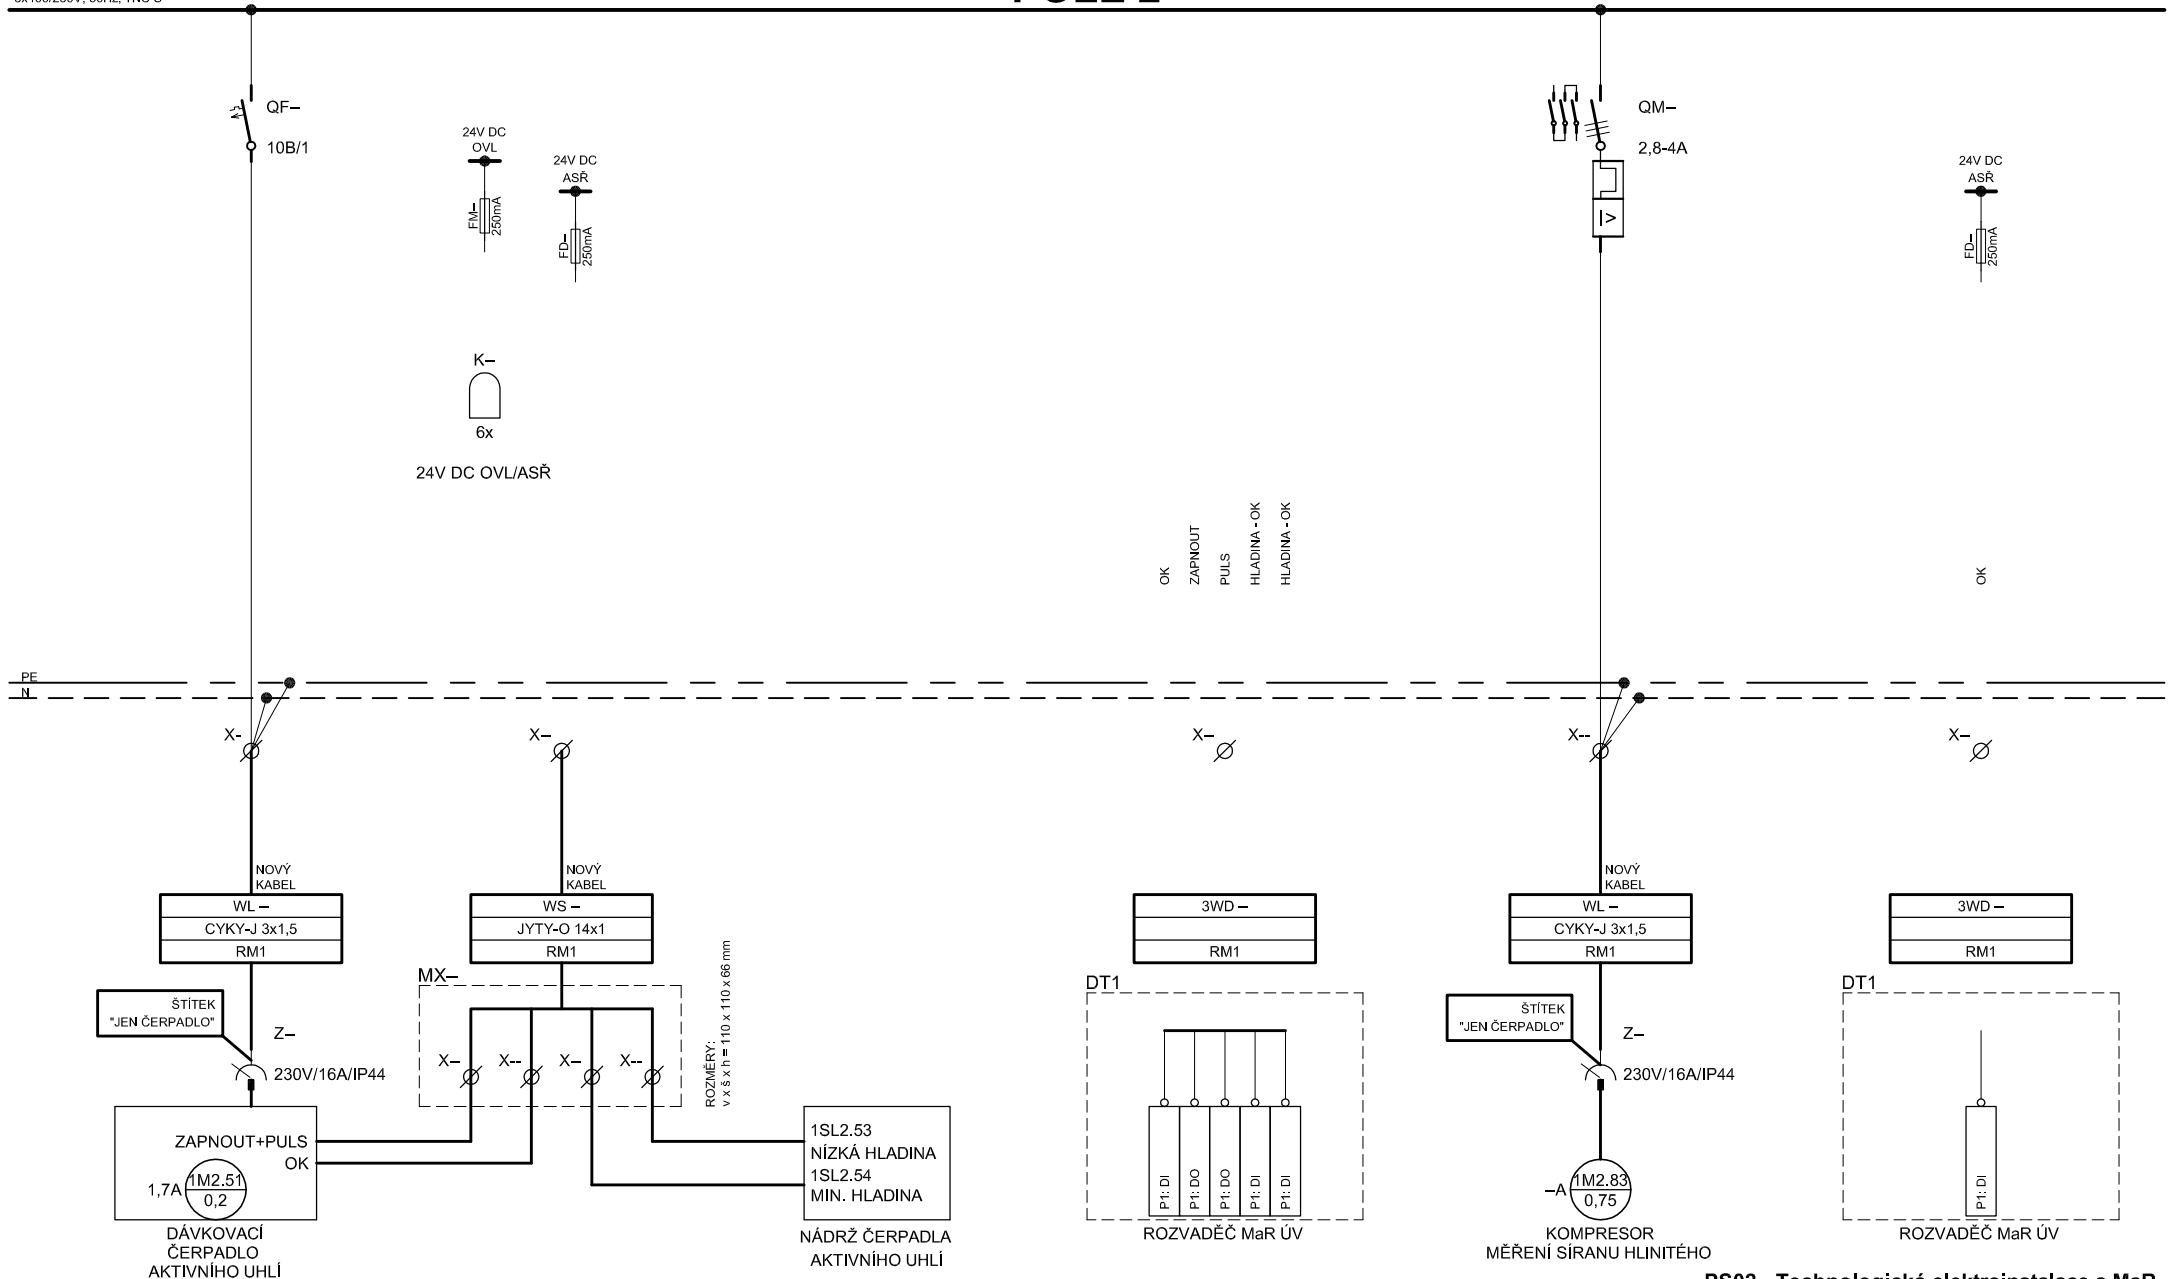 QF–
10B/1
24V DC
OVL
FM–
250mA
24V DC
ASŘ
FD–
250mA
K–
6x
24V DC OVL/ASŘ
OK
ZAPNOUT
PULS
HLADINA - OK
HLADINA - OK
QM–
2,8-4A
I>
24V DC
ASŘ
FD–
250mA
OK
PE
N
X-
X–
X–
X--
X–
NOVÝ
KABEL
WL –
CYKY-J 3x1,5
RM1
NOVÝ
KABEL
WS –
JYTY-O 14x1
RM1
3WD –
RM1
NOVÝ
KABEL
WL –
CYKY-J 3x1,5
RM1
3WD –
RM1
ŠTÍTEK
"JEN ČERPADLO"
Z–
230V/16A/IP44
MX–
X–
X--
X–
X--
ROZMĚRY:
v x š x h = 110 x 110 x 66 mm
ZAPNOUT+PULS
OK
1,7A
1M2.51
0,2
DÁVKOVACÍ
ČERPADLO
AKTIVNÍHO UHLÍ
1SL2.53
NÍZKÁ HLADINA
1SL2.54
MIN. HLADINA
NÁDRŽ ČERPADLA
AKTIVNÍHO UHLÍ
DT1
P1: DI
P1: DO
P1: DO
P1: DI
P1: DI
ROZVADĚČ MaR ÚV
ŠTÍTEK
"JEN ČERPADLO"
Z–
230V/16A/IP44
–A
1M2.83
0,75
KOMPRESOR
MĚŘENÍ SÍRANU HLINITÉHO
DT1
P1: DI
ROZVADĚČ MaR ÚV
PS02 - Technologická elektroinstalace a MaR